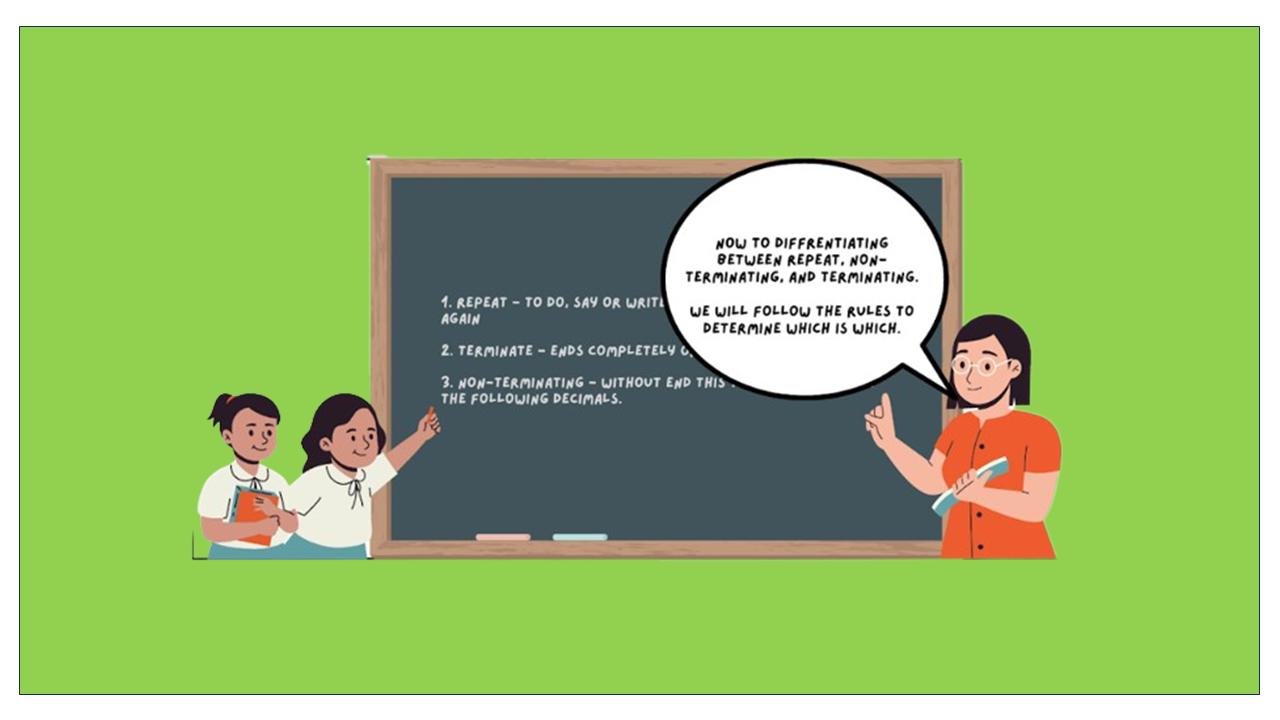 1. REPEAT – TO DO, SAY OR WRITE
AGAIN
2. TERMINATE – ENDS COMPLETELY
3. NON-TERMINATING – WITHOUT END THIS
THE FOLLOWING DECIMALS.
NOW TO DIFFRENTIATING
BETWEEN REPEAT, NON-
TERMINATING, AND TERMINATING.
WE WILL FOLLOW THE RULES TO
DETERMINE WHICH IS WHICH.